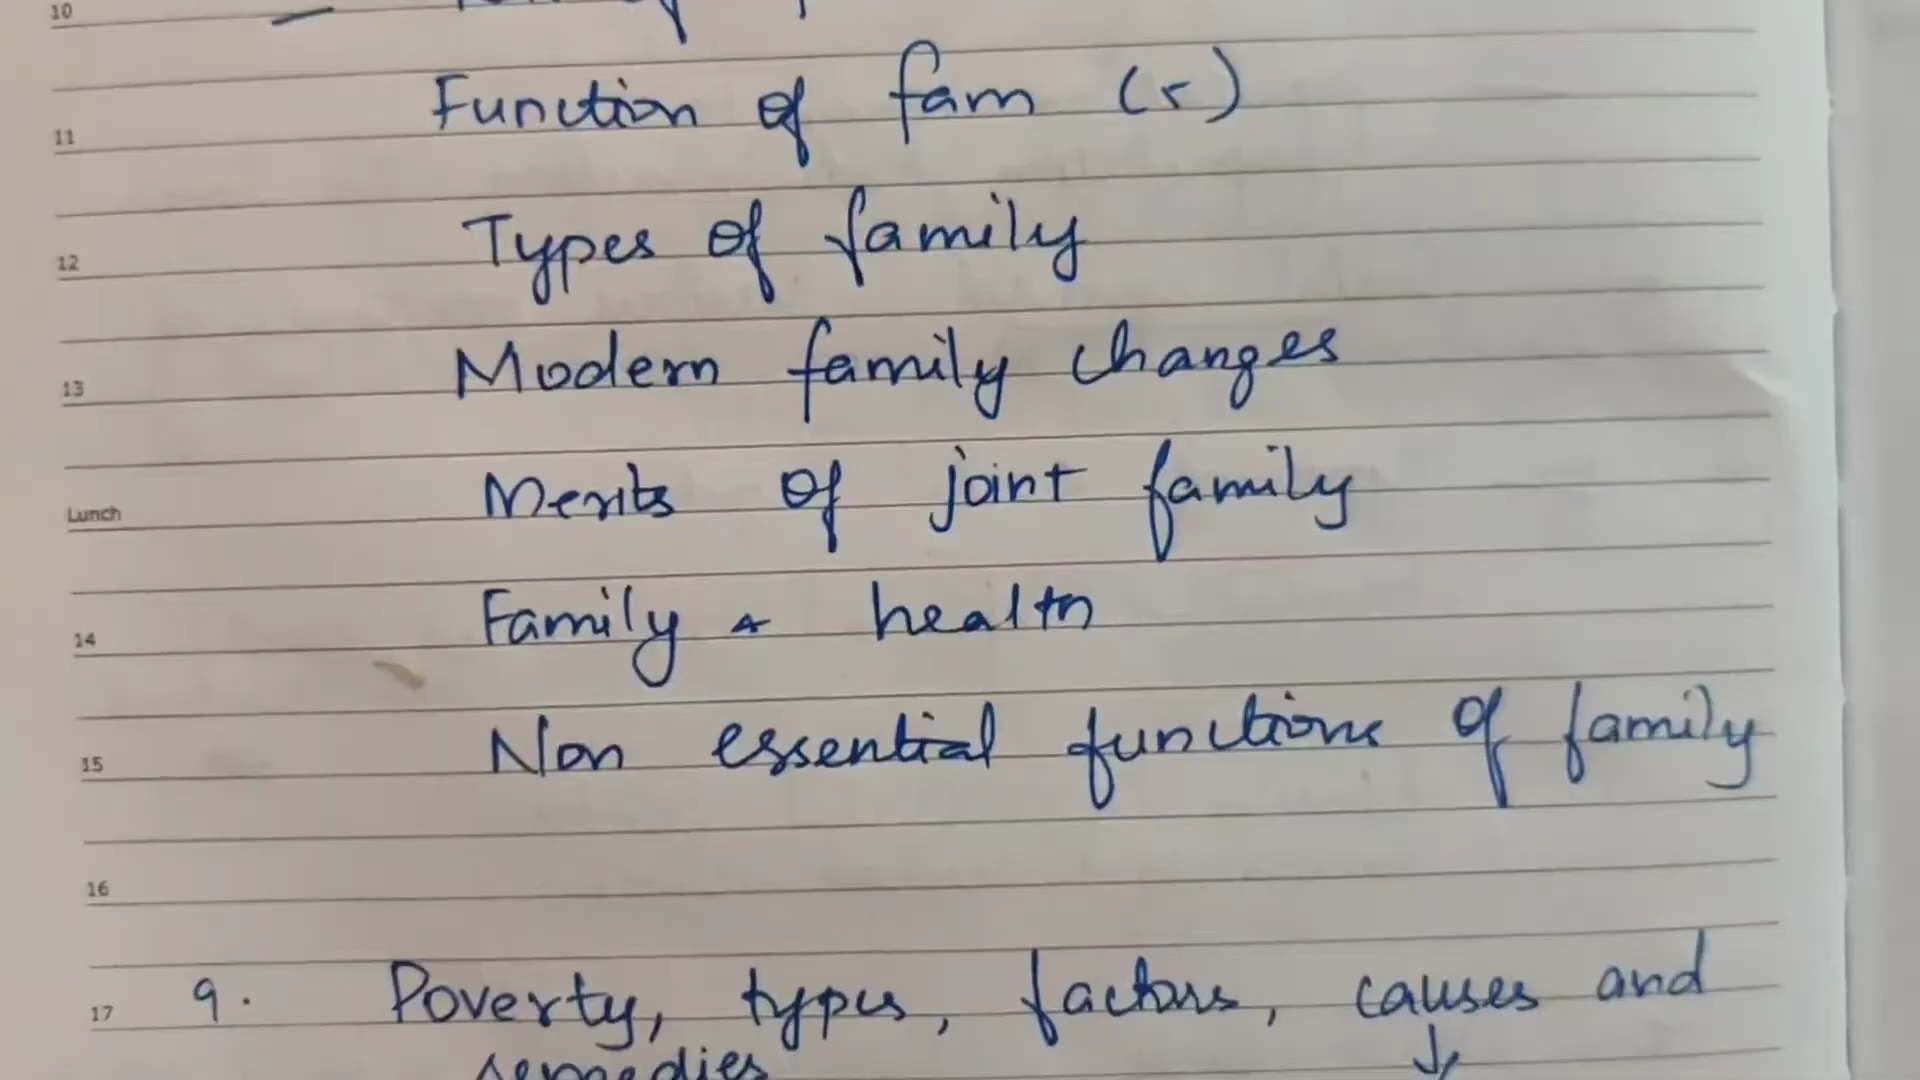 10
Function of fam (5)
11
Types of family
12
Modern family changes
13
Merits of joint family
Lunch
Family & health
14
Non essential functions of family
15
16
9. Poverty, types, factors, causes and
17
remedies